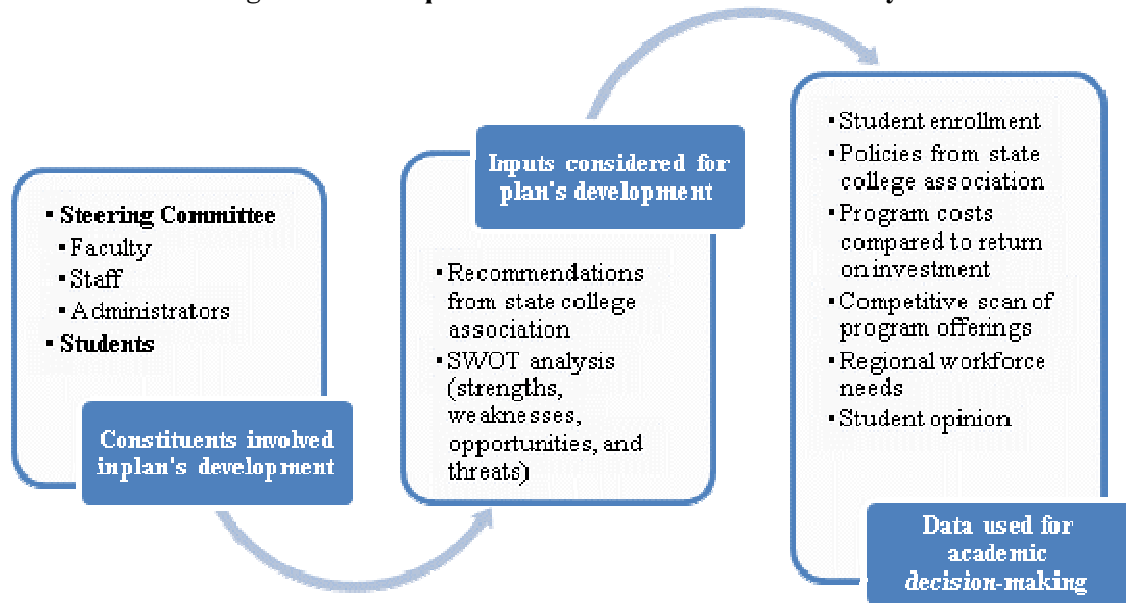 ▪ Steering Committee
▪ Faculty
▪ Staff
▪ Administrators
▪ Students
Constituents involved
inplan's development
Inputs considered for
plan's development
▪ Recommendations
from state college
association
▪ SWOT analysis
(strengths,
weaknesses,
opportunities, and
threats)
▪ Student enrollment
▪ Policies from state
college association
▪ Program costs
compared to return
on investment
▪ Competitive scan of
program offerings
▪ Regional workforce
needs
▪ Student opinion
Data used for
academic
decision-making